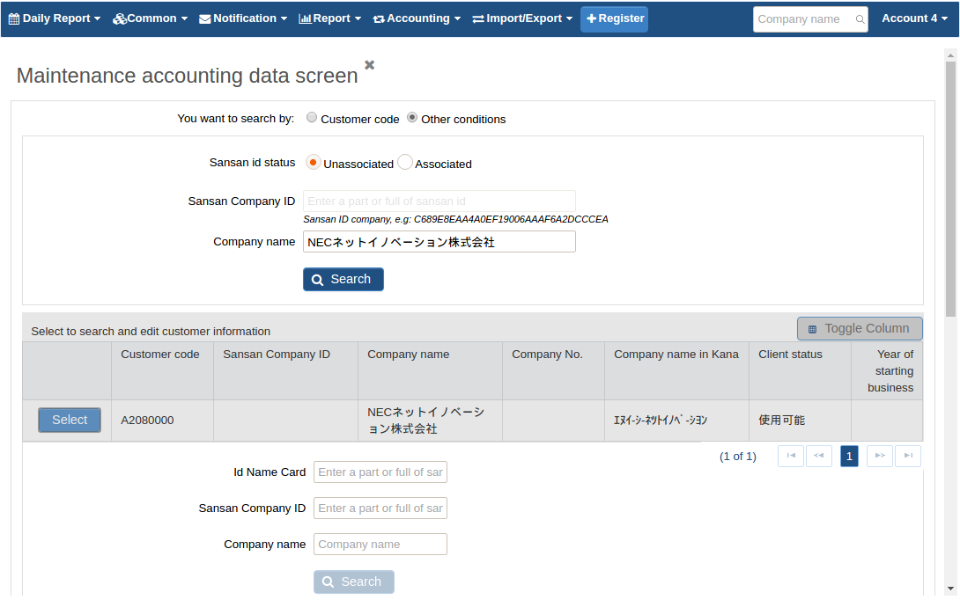 Daily Report Common Notification Report Accounting Import/Export Register Company name Account 4
Maintenance accounting data screen
You want to search by: Customer code Other conditions
Sansan id status Unassociated Associated
Sansan Company ID Enter a part or full of sansan id
Sansan ID company, e.g: C689E8EAA4A0EF19006AAAF6A2DCCCEA
Company name NECネットイノベーション株式会社
Search
Select to search and edit customer information Toggle Column
Customer code Sansan Company ID Company name Company No. Company name in Kana Client status Year of
starting
business
Select A2080000 NECネットイノベーシ ｴﾇｲ-ｼ-ﾈﾂﾄｲﾉﾍﾞ-ｼﾖﾝ 使用可能
ョン株式会社
(1 of 1) 1
Id Name Card Enter a part or full of sar
Sansan Company ID Enter a part or full of sar
Company name Company name
Search